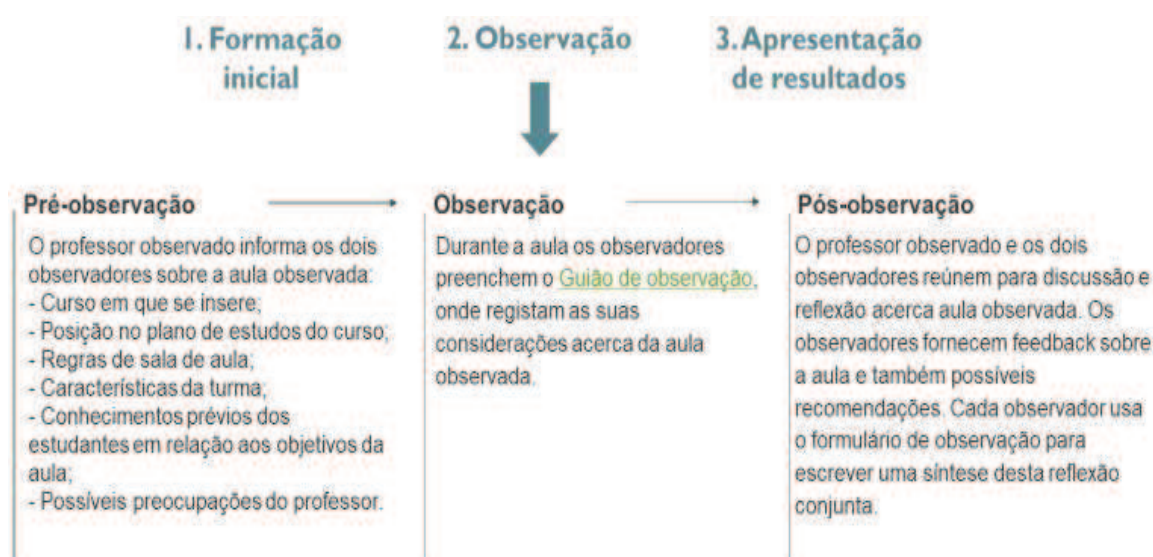 1. Formação
inicial
2. Observação
3. Apresentação
de resultados
Pré-observação
O professor observado informa os dois
observadores sobre a aula observada:
- Curso em que se insere;
- Posição no plano de estudos do curso;
- Regras de sala de aula;
- Características da turma;
- Conhecimentos prévios dos
estudantes em relação aos objetivos da
aula;
- Possíveis preocupações do professor.
Observação
Durante a aula os observadores
preenchem o Guião de observação,
onde registam as suas
considerações acerca da aula
observada.
Pós-observação
O professor observado e os dois
observadores reúnem para discussão e
reflexão acerca aula observada. Os
observadores fornecem feedback sobre
a aula e também possíveis
recomendações. Cada observador usa
o formulário de observação para
escrever uma síntese desta reflexão
conjunta.